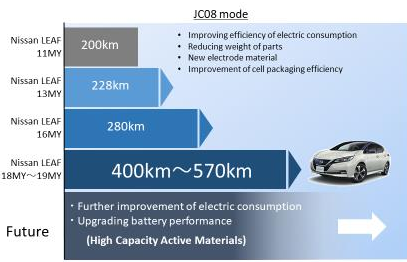 JC08 mode
Nissan LEAF
11MY
200km
• Improving efficiency of electric consumption
• Reducing weight of parts
• New electrode material
• Improvement of cell packaging efficiency
Nissan LEAF
13MY
228km
Nissan LEAF
16MY
280km
Nissan LEAF
18MY～19MY
400km～570km
Future
・Further improvement of electric consumption
・Upgrading battery performance
(High Capacity Active Materials)